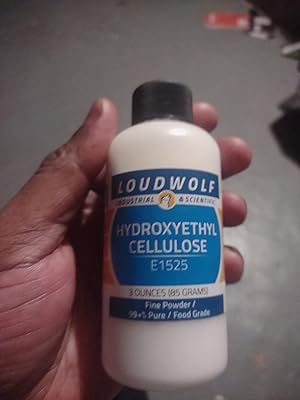 LOUDWOLF
INDUSTRIAL & SCIENTIFIC
HYDROXYETHYL
CELLULOSE
E1525
3 OUNCES (85 GRAMS)
Fine Powder /
99+% Pure / Food Grade